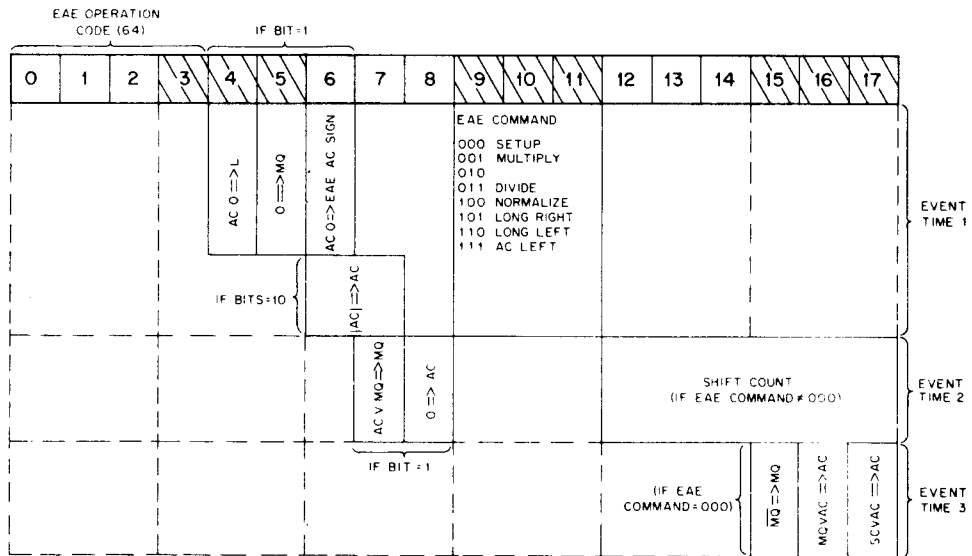 EAE OPERATION
CODE (64)
IF BIT=1
0 1 2 3 4 5 6 7 8 9 10 11 12 13 14 15 16 17
AC 0=>L
0=>MQ
AC 0=>EAE AC SIGN
EAE COMMAND
000 SETUP
001 MULTIPLY
010
011 DIVIDE
100 NORMALIZE
101 LONG RIGHT
110 LONG LEFT
111 AC LEFT
EVENT
TIME 1
IF BITS=10
|AC|=>AC
AC V MQ=>MQ
0=> AC
SHIFT COUNT
(IF EAE COMMAND≠000)
EVENT
TIME 2
IF BIT=1
(IF EAE
COMMAND=000)
M̅Q̅=>MQ
MQVAC =>AC
SCVAC =>AC
EVENT
TIME 3